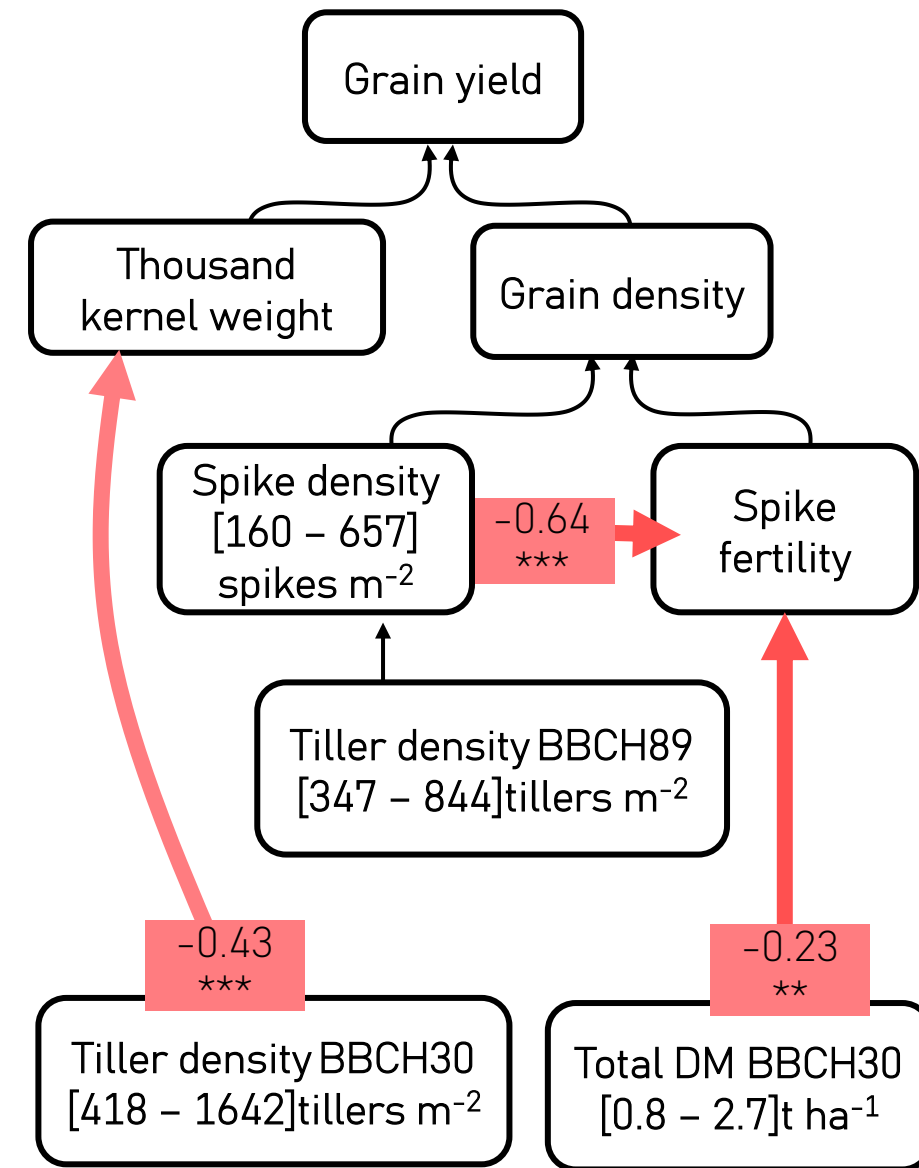 Grain yield
Thousand
kernel weight
Grain density
Spike density
[160 – 657]
spikes m⁻²
-0.64
***
Spike
fertility
Tiller density BBCH89
[347 – 844]tillers m⁻²
-0.43
***
Tiller density BBCH30
[418 – 1642]tillers m⁻²
-0.23
**
Total DM BBCH30
[0.8 – 2.7]t ha⁻¹